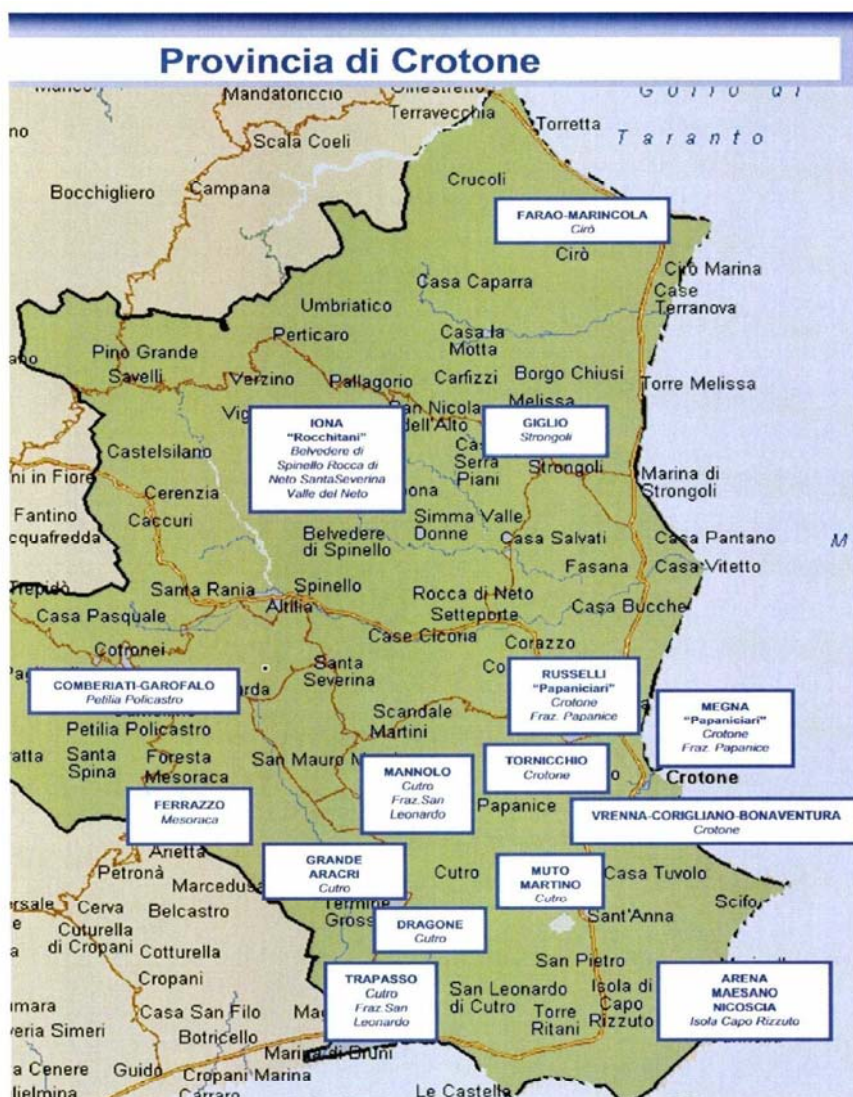 Provincia di Crotone
Mandatoriccio
Terravecchia
Torretta
Taranto
Scala Coeli
Bocchigliero
Campana
Crucoli
FARAO-MARINCOLA
Cirò
Cirò
Cirò Marina
Casa Caparra
Case
Terranova
Umbriatico
Perticaro
Casa la
Motta
Pino Grande
Savelli
Verzino
Pallagorio
Carfizzi
Borgo Chiusi
Torre Melissa
Melissa
IONA
"Rocchitani"
Belvedere di
Spinello Rocca di
Neto SantaSeverina
Valle del Neto
GIGLIO
Strongoli
dell'Alto
Castelsilano
Serra
Piani
Strongoli
Marina di
Strongoli
Cerenzia
Caccuri
Fantino
Simma Valle
Donne
Belvedere
di Spinello
Casa Salvati
Casa Pantano
M
Fasana
Casa Vitetto
Santa Rania
Spinello
Altilia
Rocca di Neto
Setteporte
Casa Bucche
Casa Pasquale
Case Cicoria
Corazzo
Cotronei
Santa
Severina
COMBERIATI-GAROFALO
Petilia Policastro
RUSSELLI
"Papaniciari"
Crotone
Fraz. Papanice
MEGNA
"Papaniciari"
Crotone
Fraz. Papanice
Scandale
Martini
Petilia Policastro
Santa
Spina
Foresta
Mesoraca
San Mauro
MANNOLO
Cutro
Fraz.San
Leonardo
TORNICCHIO
Crotone
Crotone
FERRAZZO
Mesoraca
Papanice
VRENNA-CORIGLIANO-BONAVENTURA
Crotone
Arietta
Petronà
Marcedusa
GRANDE
ARACRI
Cutro
Cutro
MUTO
MARTINO
Cutro
Casa Tuvolo
Scifo
Cerva
Belcastro
Cuturella
di Cropani
Cotturella
DRAGONE
Cutro
Sant'Anna
Cropani
San Pietro
TRAPASSO
Cutro
Fraz.San
Leonardo
San Leonardo
di Cutro
Torre
Ritani
Isola di
Capo
Rizzuto
ARENA
MAESANO
NICOSCIA
Isola Capo Rizzuto
Casa San Filo
Botricello
Guido
Cropani Marina
Le Castella